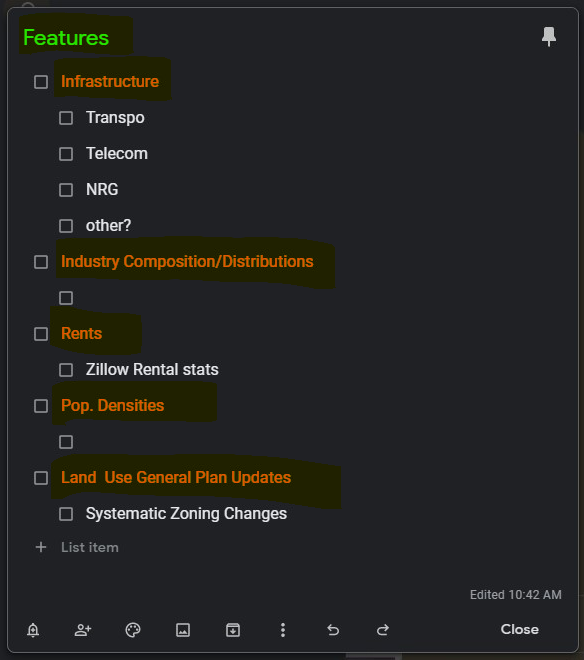 Features
Infrastructure
Transpo
Telecom
NRG
other?
Industry Composition/Distributions
Rents
Zillow Rental stats
Pop. Densities
Land  Use General Plan Updates
Systematic Zoning Changes
+ List item
Edited 10:42 AM
Close